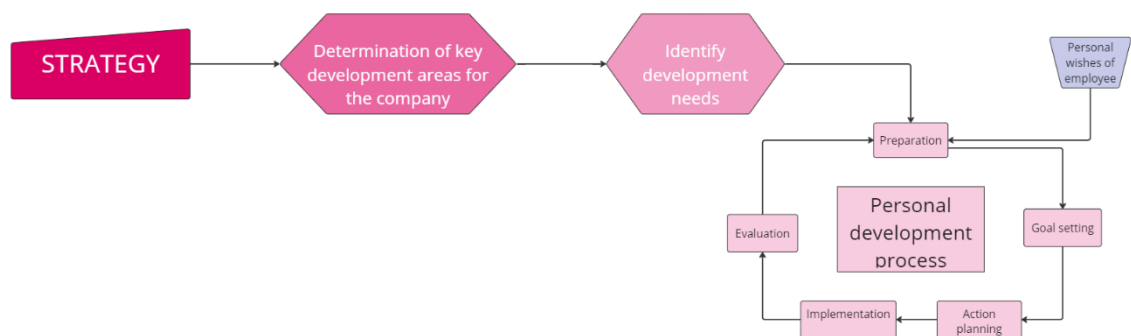 STRATEGY
Determination of key
development areas for
the company
Identify
development
needs
Personal
wishes of
employee
Preparation
Evaluation
Personal
development
process
Goal setting
Implementation
Action
planning